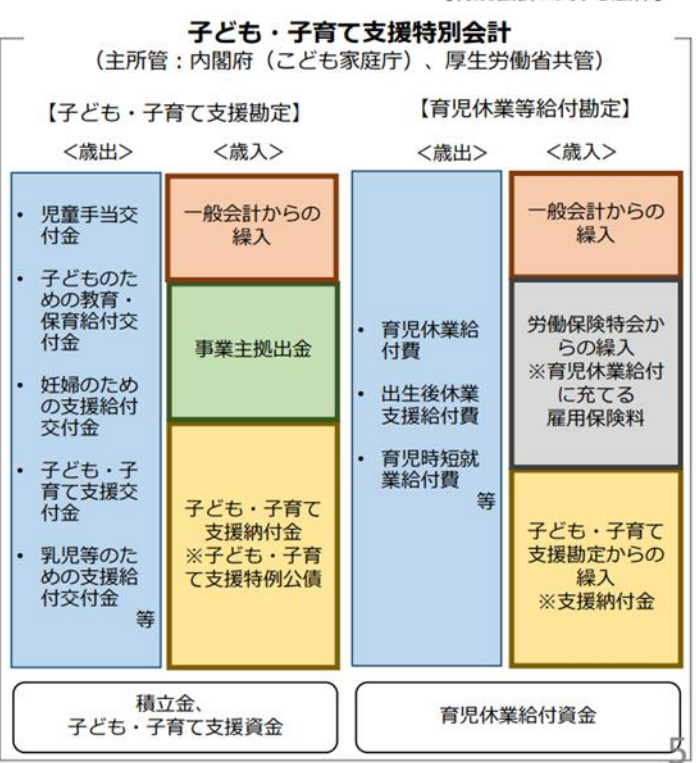 子ども・子育て支援特別会計
（主所管：内閣府（こども家庭庁）、厚生労働省共管）
【子ども・子育て支援勘定】
＜歳出＞
＜歳入＞
• 児童手当交
付金
• 子どものた
めの教育・
保育給付交
付金
• 妊婦のため
の支援給付
交付金
• 子ども・子
育て支援交
付金
• 乳児等のた
めの支援給
付交付金
等
一般会計からの
繰入
事業主拠出金
子ども・子育て
支援納付金
※子ども・子育
て支援特例公債
積立金、
子ども・子育て支援資金
【育児休業等給付勘定】
＜歳出＞
＜歳入＞
• 育児休業給
付費
• 出生後休業
支援給付費
• 育児時短就
業給付費
等
一般会計からの
繰入
労働保険特会か
らの繰入
※育児休業給付
に充てる
雇用保険料
子ども・子育て
支援勘定からの
繰入
※支援納付金
育児休業給付資金
5